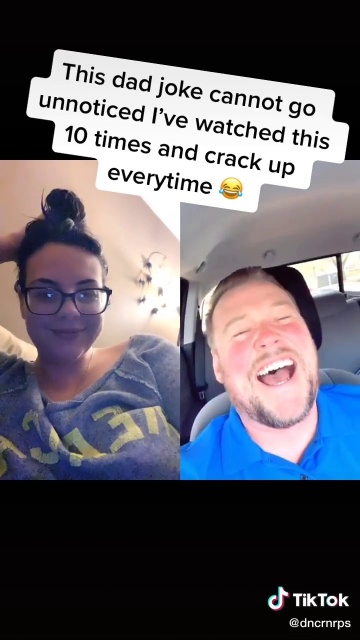 This dad joke cannot go
unnoticed I've watched this
10 times and crack up
everytime 😂
TikTok
@dncrnrps